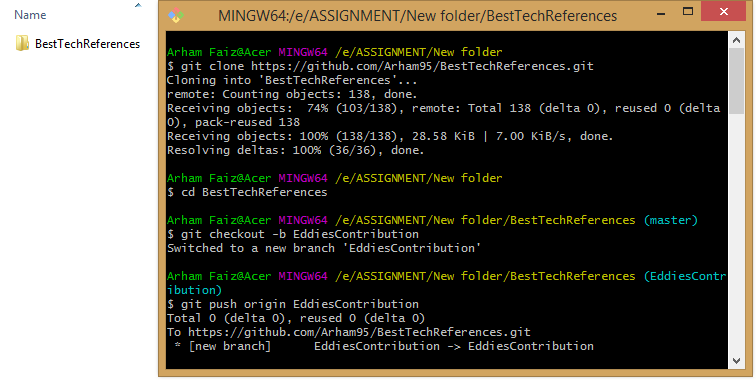 Name
BestTechReferences
MINGW64:/e/ASSIGNMENT/New folder/BestTechReferences
Arham Faiz@Acer MINGW64 /e/ASSIGNMENT/New folder
$ git clone https://github.com/Arham95/BestTechReferences.git
Cloning into 'BestTechReferences'...
remote: Counting objects: 138, done.
Receiving objects:  74% (103/138), remote: Total 138 (delta 0), reused 0 (delta
0), pack-reused 138
Receiving objects: 100% (138/138), 28.58 KiB | 7.00 KiB/s, done.
Resolving deltas: 100% (36/36), done.
Arham Faiz@Acer MINGW64 /e/ASSIGNMENT/New folder
$ cd BestTechReferences
Arham Faiz@Acer MINGW64 /e/ASSIGNMENT/New folder/BestTechReferences (master)
$ git checkout -b EddiesContribution
Switched to a new branch 'EddiesContribution'
Arham Faiz@Acer MINGW64 /e/ASSIGNMENT/New folder/BestTechReferences (EddiesContr
ibution)
$ git push origin EddiesContribution
Total 0 (delta 0), reused 0 (delta 0)
To https://github.com/Arham95/BestTechReferences.git
 * [new branch]      EddiesContribution -> EddiesContribution